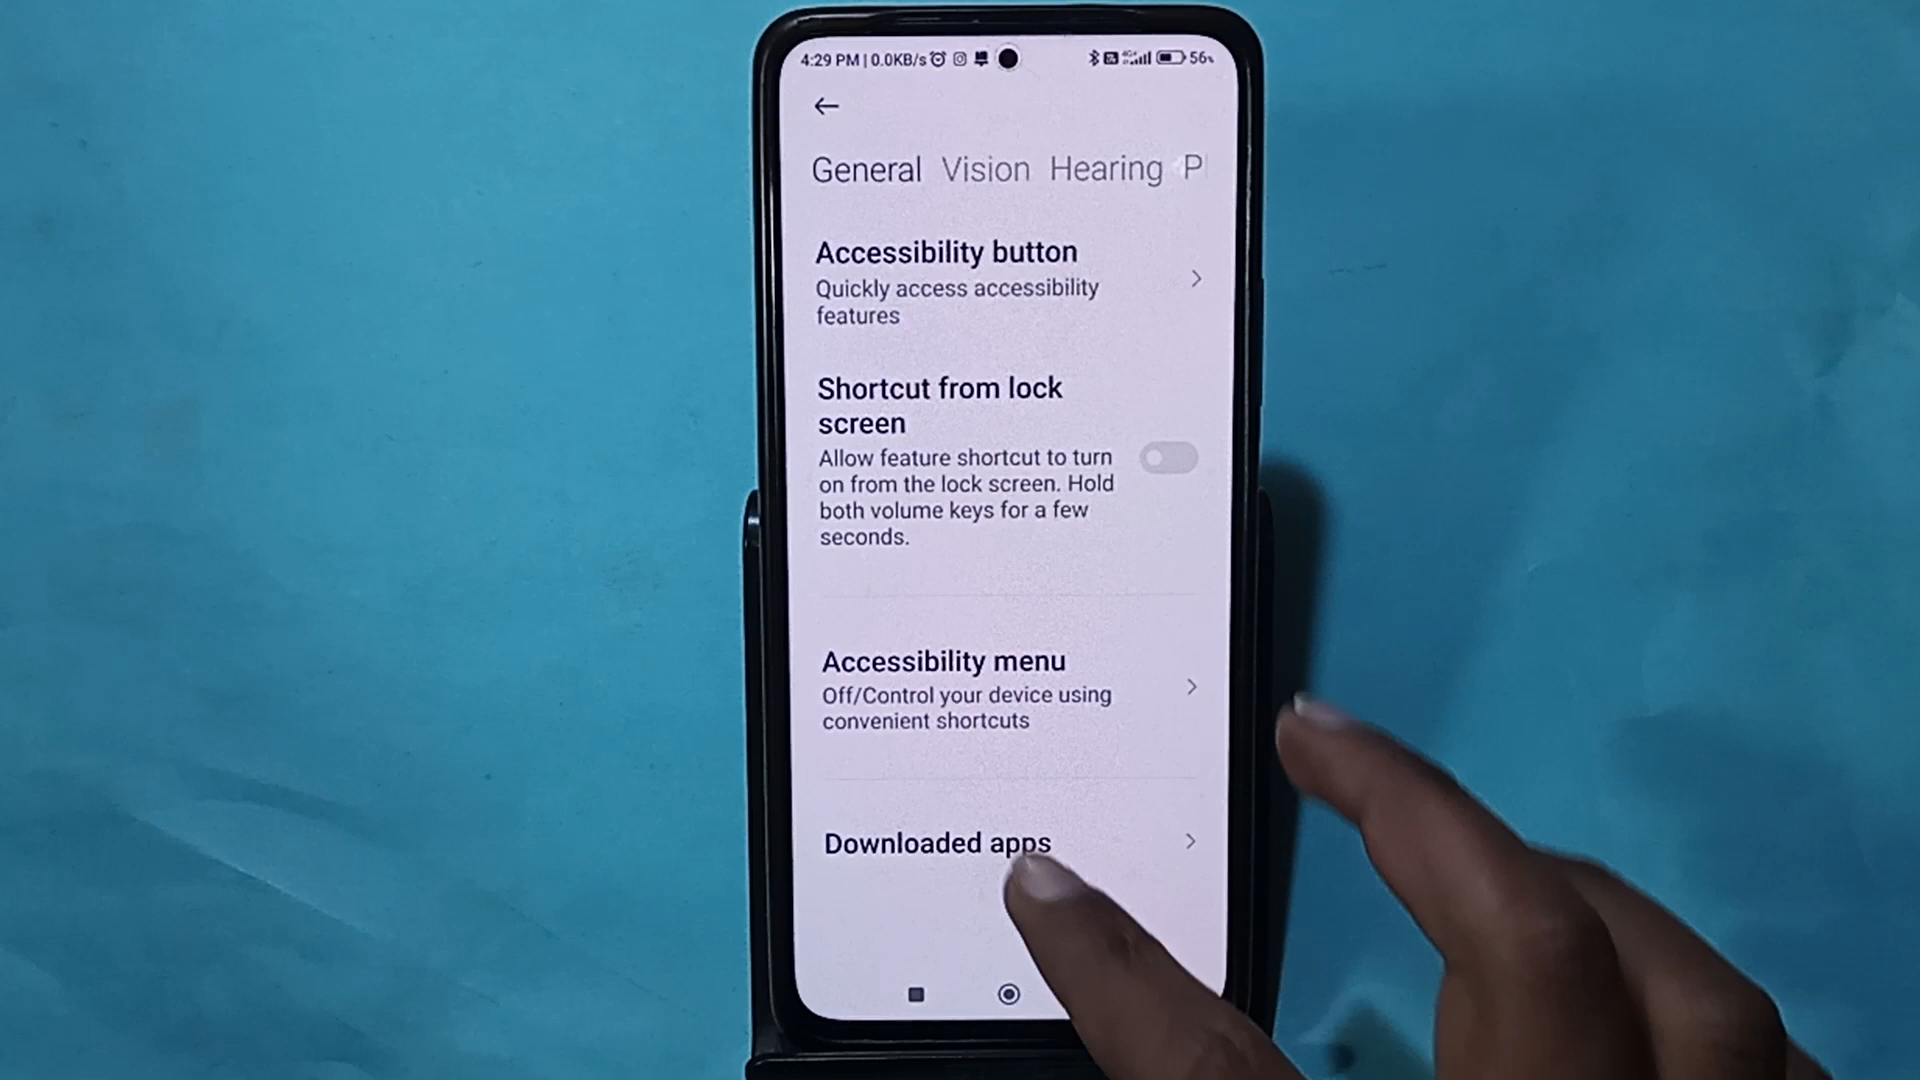 4:29 PM | 0.0KB/s 56%
General Vision Hearing P
Accessibility button
Quickly access accessibility
features
Shortcut from lock
screen
Allow feature shortcut to turn
on from the lock screen. Hold
both volume keys for a few
seconds.
Accessibility menu
Off/Control your device using
convenient shortcuts
Downloaded apps